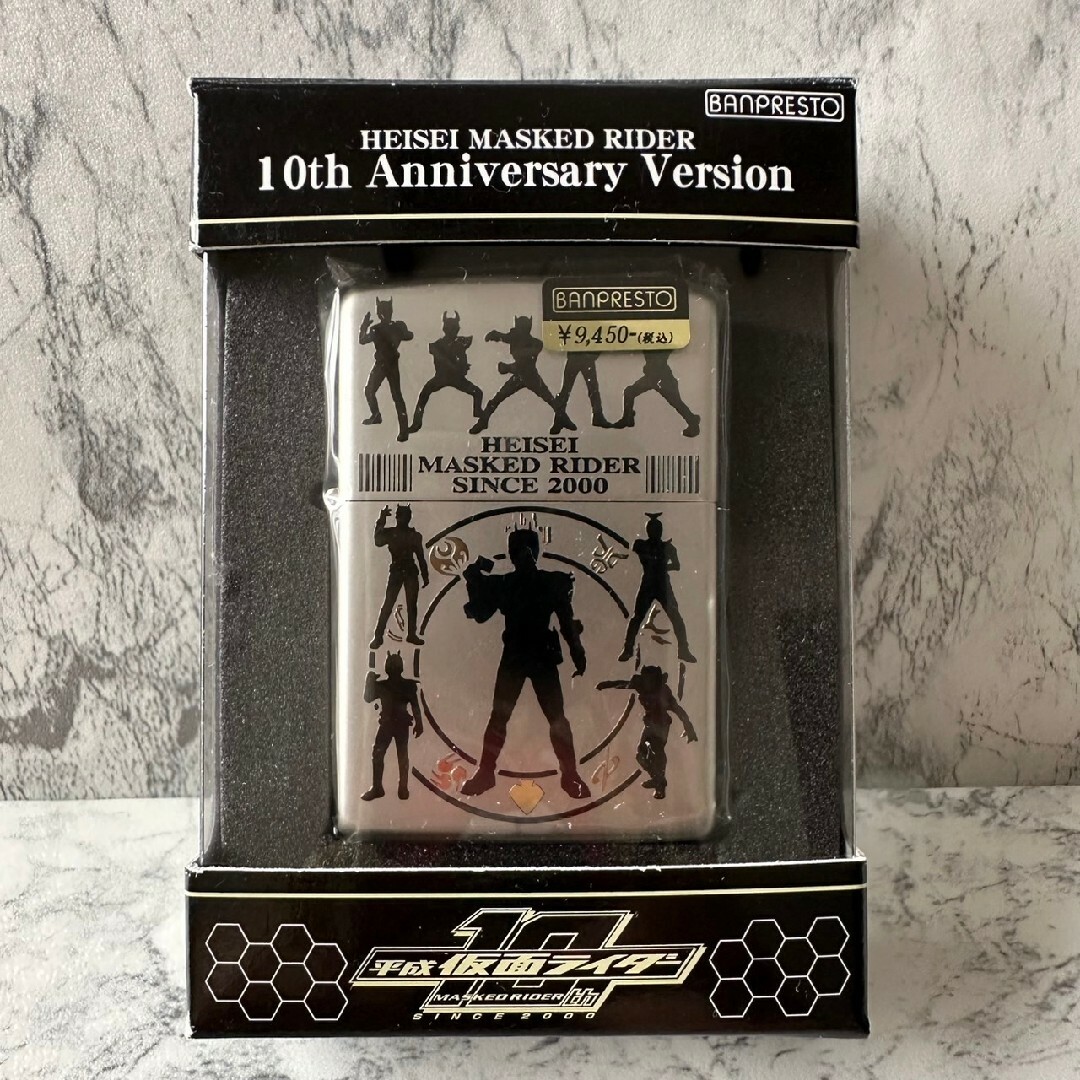 BANPRESTO
HEISEI MASKED RIDER
10th Anniversary Version
BANPRESTO
¥9,450-(税込)
HEISEI
MASKED RIDER
SINCE 2000
10th
平成仮面ライダー
MASKED RIDER
SINCE 2000